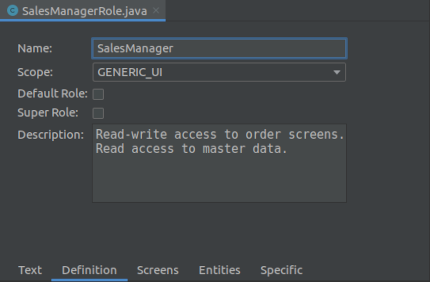 SalesManagerRole.java
Name: SalesManager
Scope: GENERIC_UI
Default Role:
Super Role:
Description: Read-write access to order screens.
Read access to master data.
Text Definition Screens Entities Specific